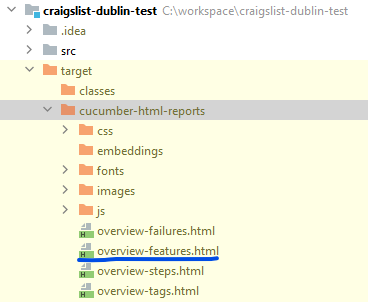 craigslist-dublin-test C:\workspace\craigslist-dublin-test
.idea
src
target
classes
cucumber-html-reports
css
embeddings
fonts
images
js
overview-failures.html
overview-features.html
overview-steps.html
overview-tags.html